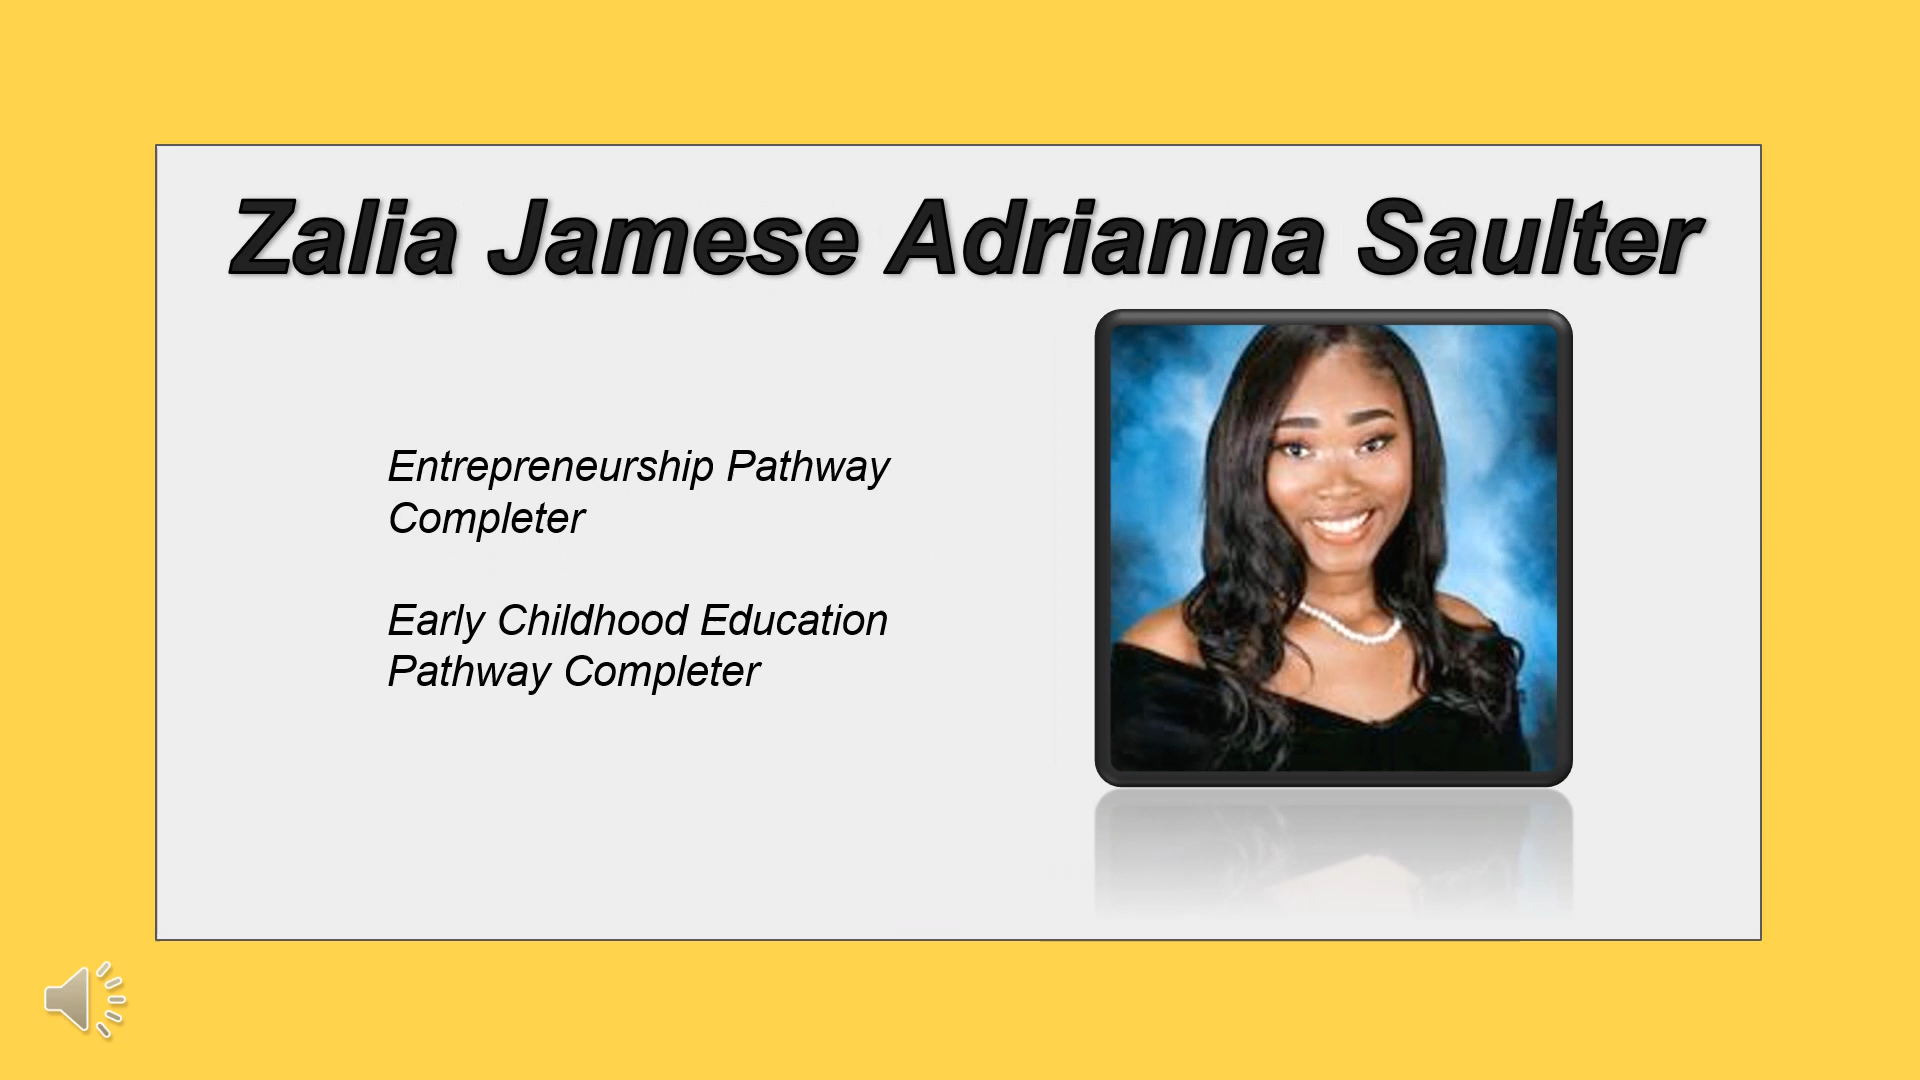 Zalia Jamese Adrianna Saulter
Entrepreneurship Pathway
Completer
Early Childhood Education
Pathway Completer